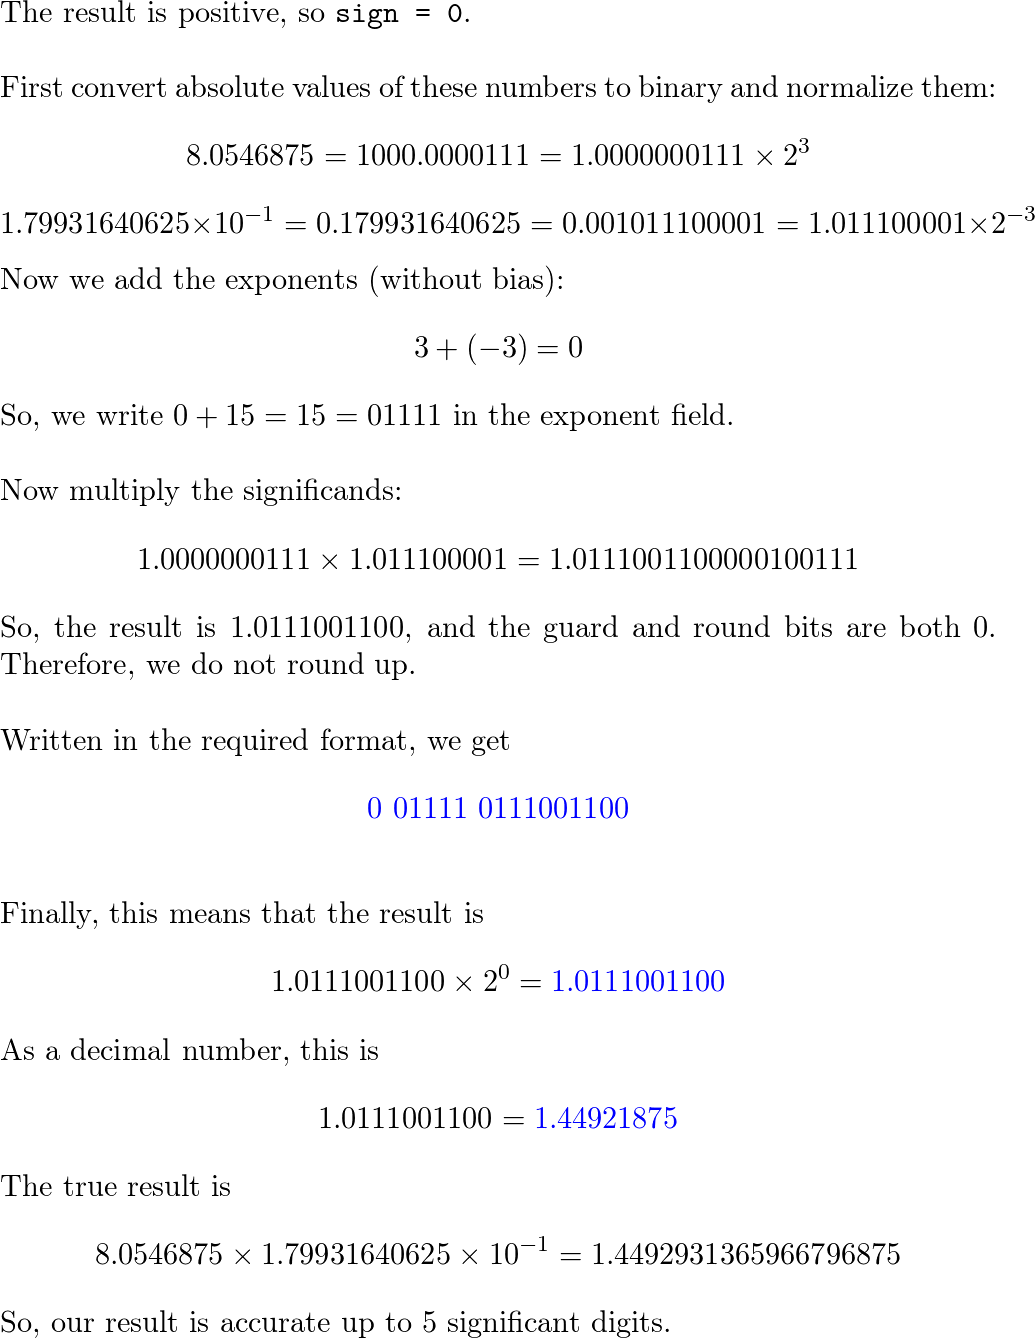 The result is positive, so sign = 0.
First convert absolute values of these numbers to binary and normalize them:
8.0546875 = 1000.0000111 = 1.0000000111 × 2^3
1.79931640625×10^−1 = 0.179931640625 = 0.001011100001 = 1.011100001×2^−3
Now we add the exponents (without bias):
3 + (−3) = 0
So, we write 0 + 15 = 15 = 01111 in the exponent field.
Now multiply the significands:
1.0000000111 × 1.011100001 = 1.0111001100000100111
So, the result is 1.0111001100, and the guard and round bits are both 0.
Therefore, we do not round up.
Written in the required format, we get
0 01111 0111001100
Finally, this means that the result is
1.0111001100 × 2^0 = 1.0111001100
As a decimal number, this is
1.0111001100 = 1.44921875
The true result is
8.0546875 × 1.79931640625 × 10^−1 = 1.4492931365966796875
So, our result is accurate up to 5 significant digits.